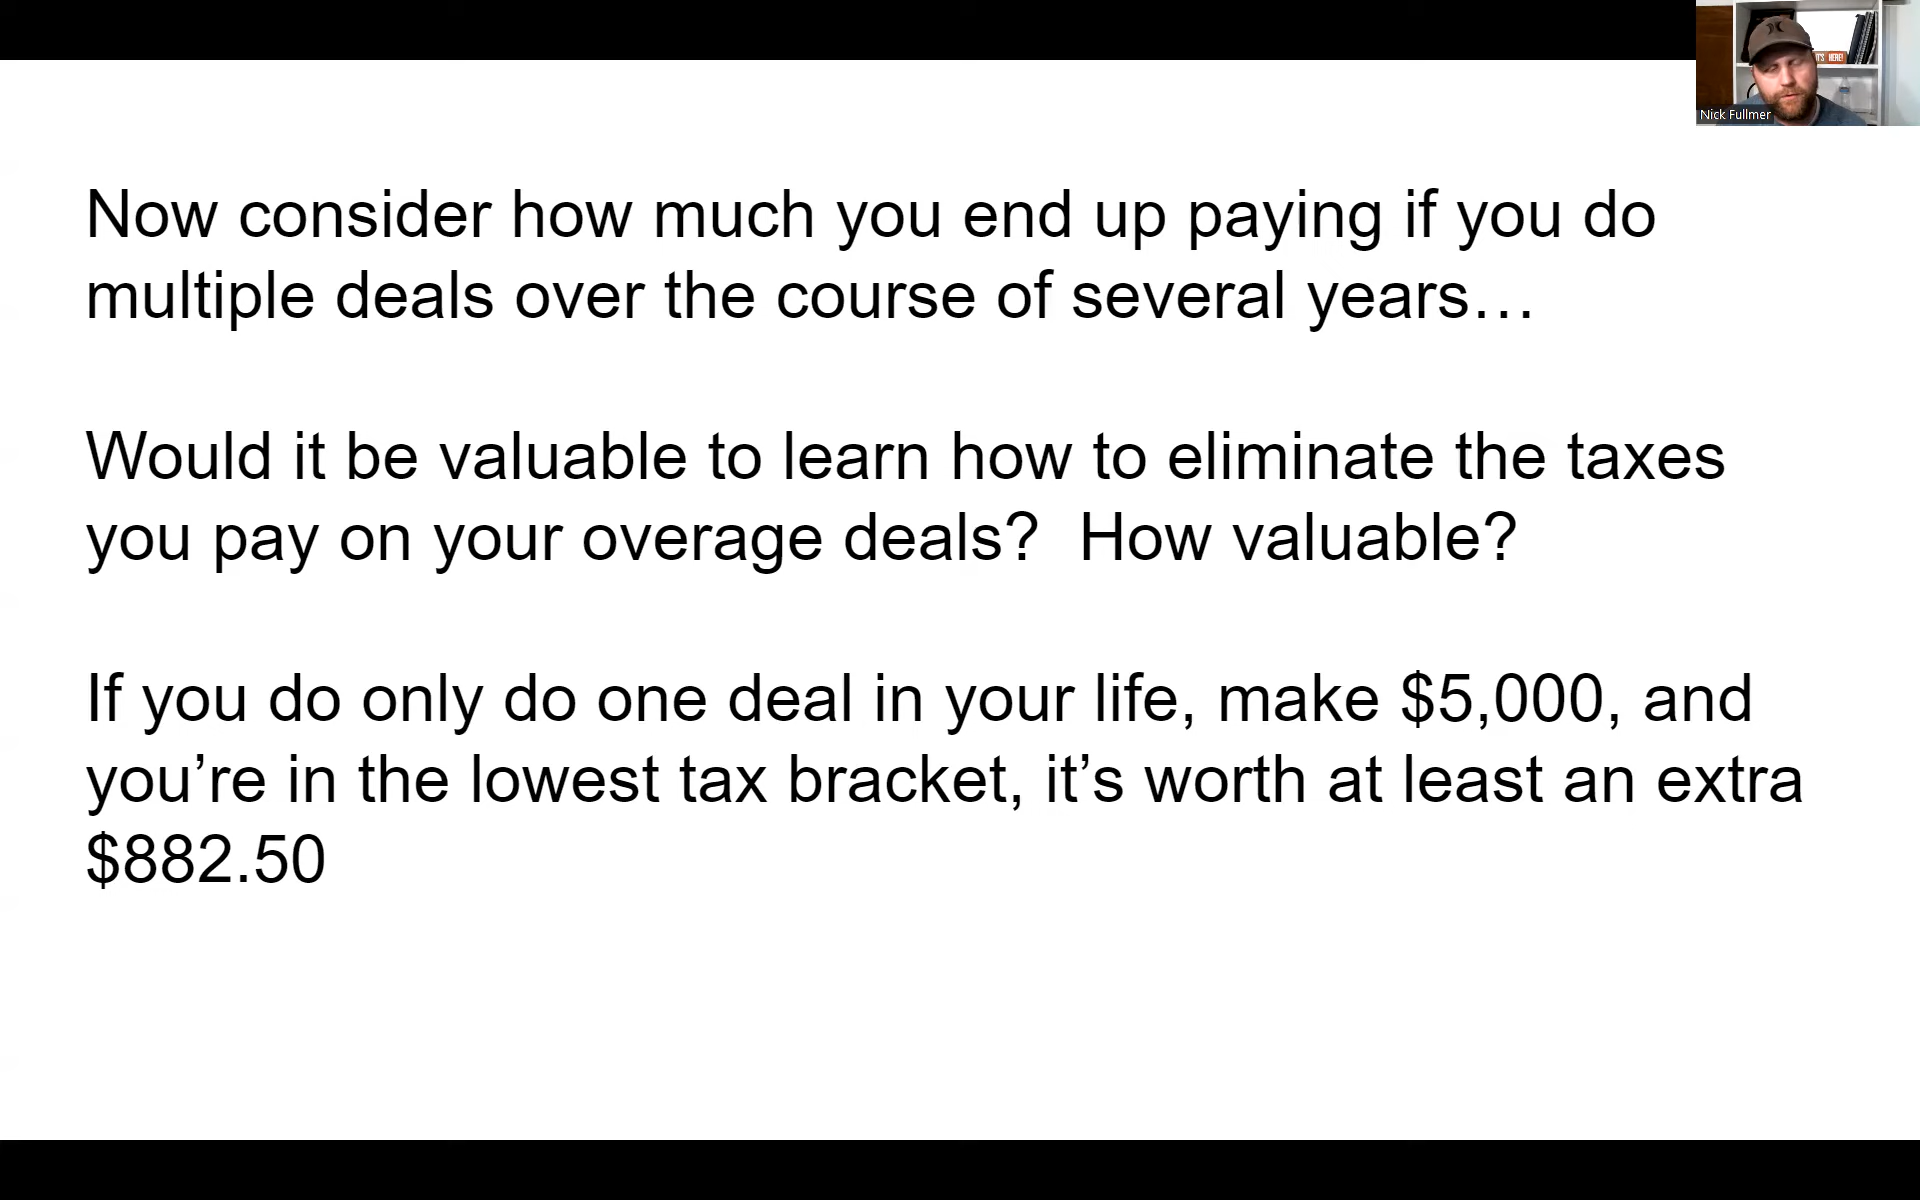 IT'S HERE!
Nick Fullmer
Now consider how much you end up paying if you do
multiple deals over the course of several years…
Would it be valuable to learn how to eliminate the taxes
you pay on your overage deals?  How valuable?
If you do only do one deal in your life, make $5,000, and
you’re in the lowest tax bracket, it’s worth at least an extra
$882.50